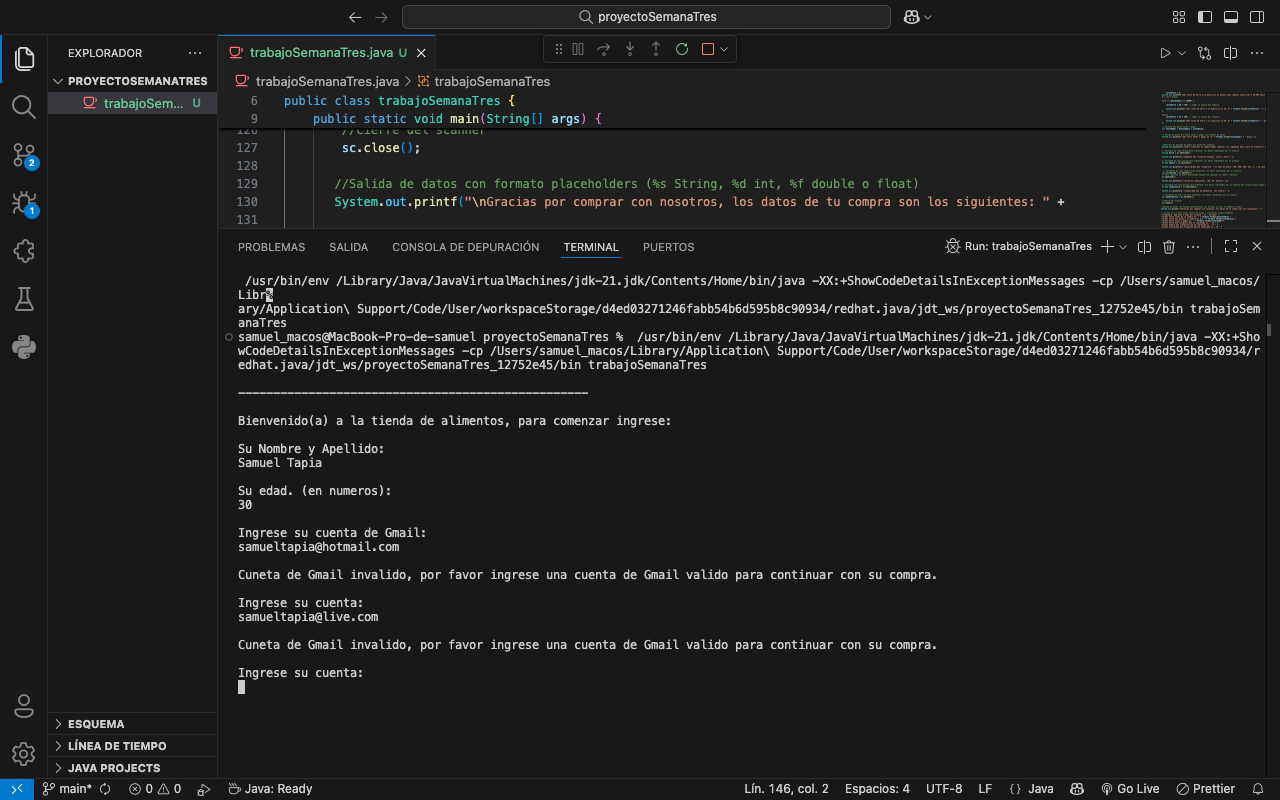 proyectoSemanaTres
EXPLORADOR
PROYECTOSEMANATRES
trabajoSem... U
2
1
ESQUEMA
LÍNEA DE TIEMPO
JAVA PROJECTS
trabajoSemanaTres.java U
trabajoSemanaTres.java > trabajoSemanaTres
6 public class trabajoSemanaTres {
9 public static void main(String[] args) {
126 //Cierre del scanner
127 sc.close();
128
129 //Salida de datos con formato placeholders (%s String, %d int, %f double o float)
130 System.out.printf("\nGracias por comprar con nosotros, los datos de tu compra son los siguientes: " +
131
PROBLEMAS SALIDA CONSOLA DE DEPURACIÓN TERMINAL PUERTOS
Run: trabajoSemanaTres
/usr/bin/env /Library/Java/JavaVirtualMachines/jdk-21.jdk/Contents/Home/bin/java -XX:+ShowCodeDetailsInExceptionMessages -cp /Users/samuel_macos/
Libr%
ary/Application\ Support/Code/User/workspaceStorage/d4ed03271246fabb54b6d595b8c90934/redhat.java/jdt_ws/proyectoSemanaTres_12752e45/bin trabajoSem
anaTres
samuel_macos@MacBook-Pro-de-samuel proyectoSemanaTres % /usr/bin/env /Library/Java/JavaVirtualMachines/jdk-21.jdk/Contents/Home/bin/java -XX:+Sho
wCodeDetailsInExceptionMessages -cp /Users/samuel_macos/Library/Application\ Support/Code/User/workspaceStorage/d4ed03271246fabb54b6d595b8c90934/r
edhat.java/jdt_ws/proyectoSemanaTres_12752e45/bin trabajoSemanaTres
--------------------------------------------------
Bienvenido(a) a la tienda de alimentos, para comenzar ingrese:
Su Nombre y Apellido:
Samuel Tapia
Su edad. (en numeros):
30
Ingrese su cuenta de Gmail:
samueltapia@hotmail.com
Cuneta de Gmail invalido, por favor ingrese una cuenta de Gmail valido para continuar con su compra.
Ingrese su cuenta:
samueltapia@live.com
Cuneta de Gmail invalido, por favor ingrese una cuenta de Gmail valido para continuar con su compra.
Ingrese su cuenta:
main* 0 0 Java: Ready Lín. 146, col. 2 Espacios: 4 UTF-8 LF {} Java Go Live Prettier